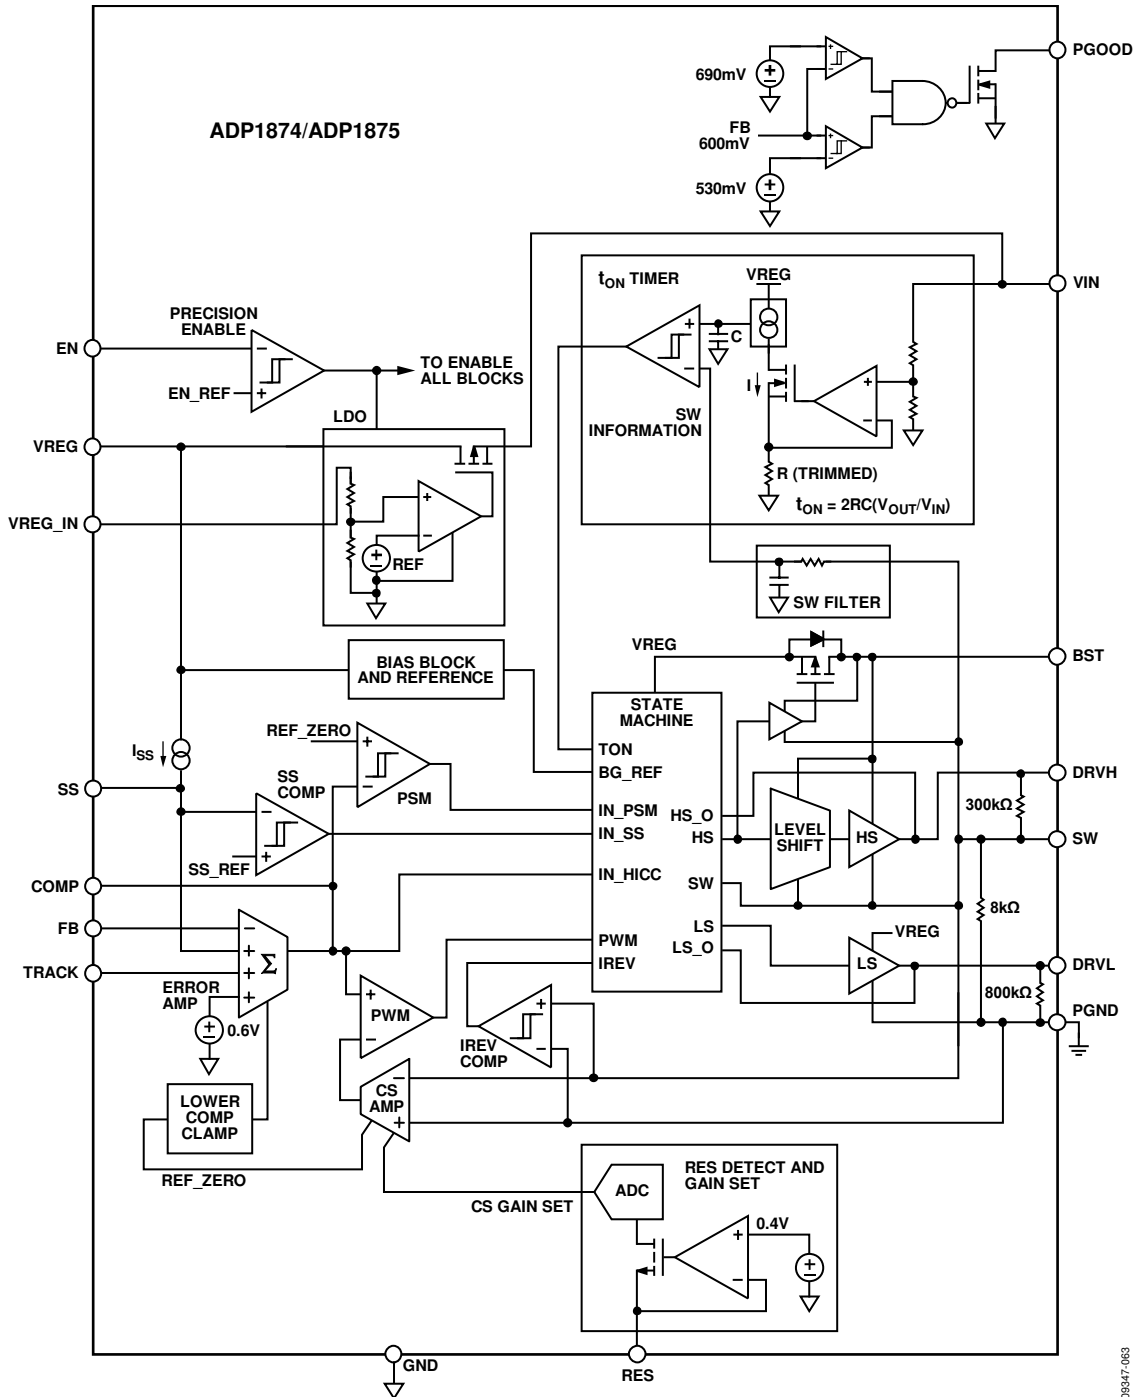 ADP1874/ADP1875
690mV
FB
600mV
530mV
PGOOD
t_ON TIMER
VREG
C
SW
INFORMATION
I
R (TRIMMED)
t_ON = 2RC(V_OUT/V_IN)
VIN
PRECISION
ENABLE
EN
EN_REF
TO ENABLE
ALL BLOCKS
LDO
VREG
VREG_IN
REF
SW FILTER
BIAS BLOCK
AND REFERENCE
VREG
BST
STATE
MACHINE
TON
BG_REF
IN_PSM
IN_SS
IN_HICC
PWM
IREV
HS_O
HS
SW
LS
LS_O
I_SS
REF_ZERO
PSM
SS
SS
COMP
SS_REF
LEVEL
SHIFT
HS
DRVH
300kΩ
SW
8kΩ
COMP
FB
TRACK
ERROR
AMP
Σ
0.6V
PWM
IREV
COMP
VREG
LS
DRVL
800kΩ
PGND
CS
AMP
LOWER
COMP
CLAMP
REF_ZERO
CS GAIN SET
RES DETECT AND
GAIN SET
ADC
0.4V
GND
RES
09347-063